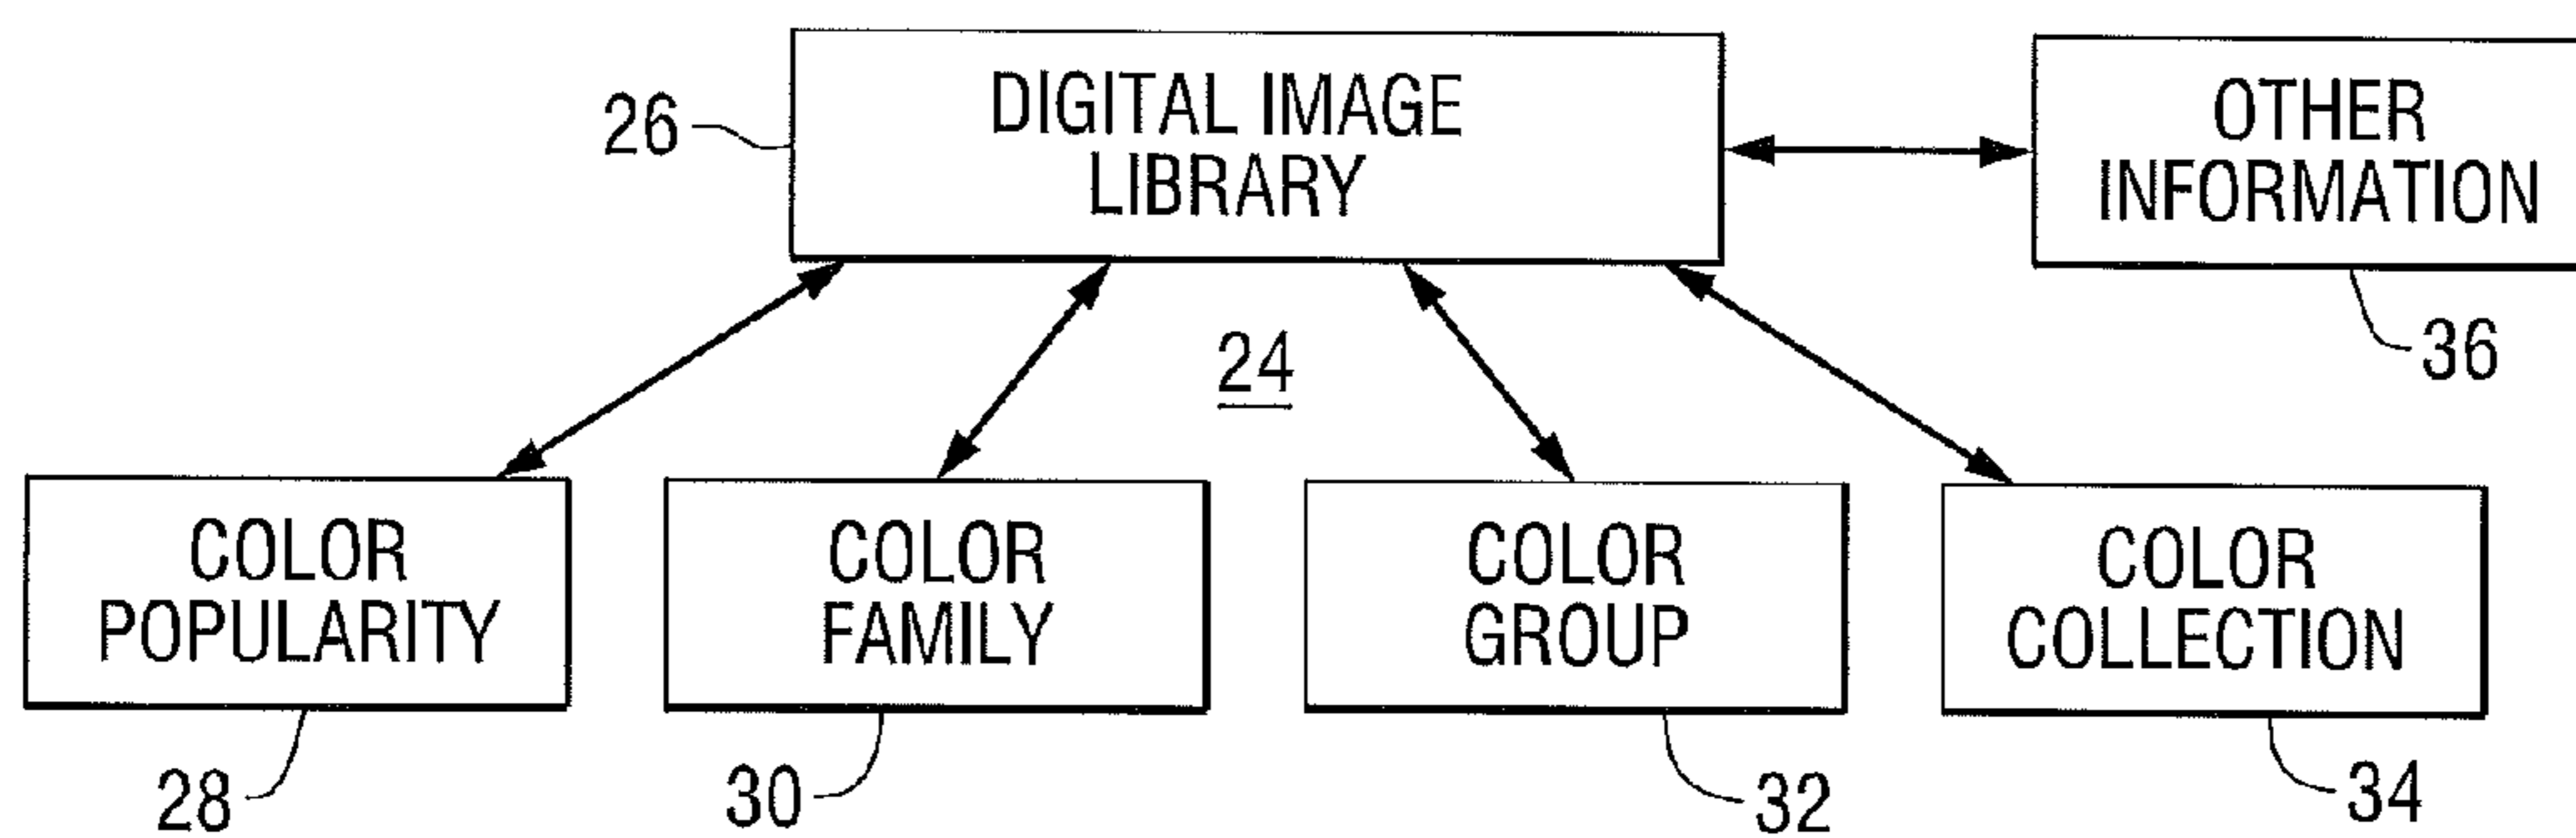 DIGITAL IMAGE
LIBRARY
26
OTHER
INFORMATION
36
24
COLOR
POPULARITY
28
COLOR
FAMILY
30
COLOR
GROUP
32
COLOR
COLLECTION
34